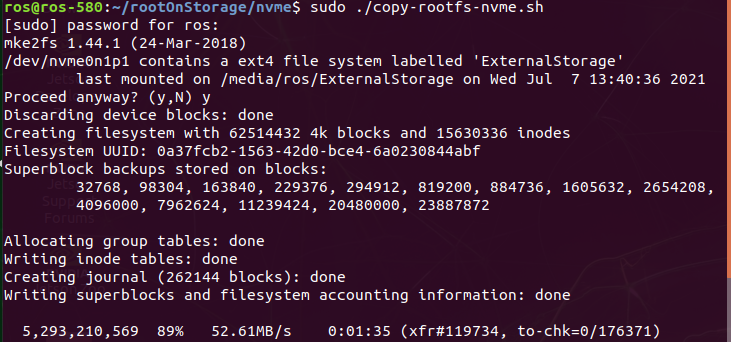 ros@ros-580:~/rootOnStorage/nvme$ sudo ./copy-rootfs-nvme.sh
[sudo] password for ros:
mke2fs 1.44.1 (24-Mar-2018)
/dev/nvme0n1p1 contains a ext4 file system labelled 'ExternalStorage'
        last mounted on /media/ros/ExternalStorage on Wed Jul  7 13:40:36 2021
Proceed anyway? (y,N) y
Discarding device blocks: done
Creating filesystem with 62514432 4k blocks and 15630336 inodes
Filesystem UUID: 0a37fcb2-1563-42d0-bce4-6a0230844abf
Superblock backups stored on blocks:
        32768, 98304, 163840, 229376, 294912, 819200, 884736, 1605632, 2654208,
        4096000, 7962624, 11239424, 20480000, 23887872
Allocating group tables: done
Writing inode tables: done
Creating journal (262144 blocks): done
Writing superblocks and filesystem accounting information: done
  5,293,210,569  89%   52.61MB/s    0:01:35 (xfr#119734, to-chk=0/176371)